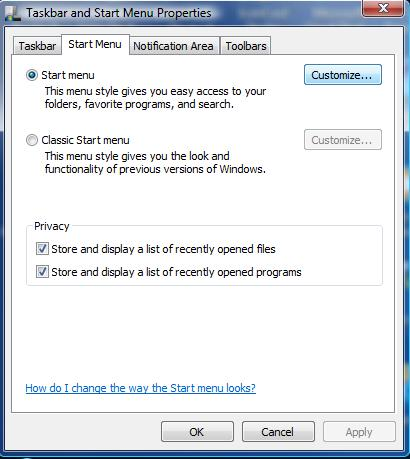 Taskbar and Start Menu Properties
Taskbar
Start Menu
Notification Area
Toolbars
Start menu
Customize...
This menu style gives you easy access to your
folders, favorite programs, and search.
Classic Start menu
Customize...
This menu style gives you the look and
functionality of previous versions of Windows.
Privacy
Store and display a list of recently opened files
Store and display a list of recently opened programs
How do I change the way the Start menu looks?
OK
Cancel
Apply